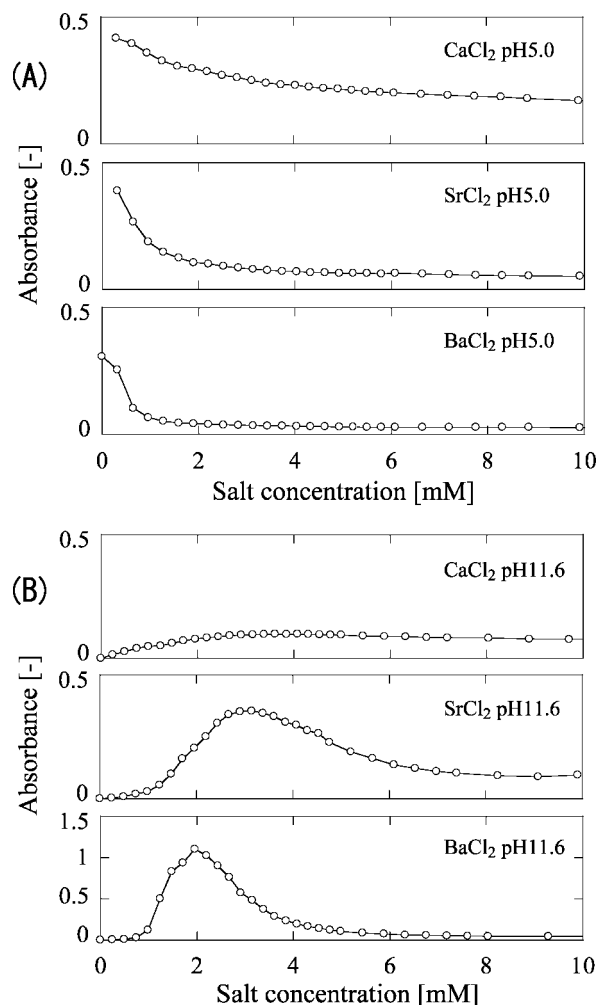 (A)
0.5
CaCl2 pH5.0
0
0.5
SrCl2 pH5.0
0
0.5
BaCl2 pH5.0
0
Absorbance [-]
0 2 4 6 8 10
Salt concentration [mM]
(B)
0.5
CaCl2 pH11.6
0
0.5
SrCl2 pH11.6
0
1.5
BaCl2 pH11.6
1
0.5
0
Absorbance [-]
0 2 4 6 8 10
Salt concentration [mM]